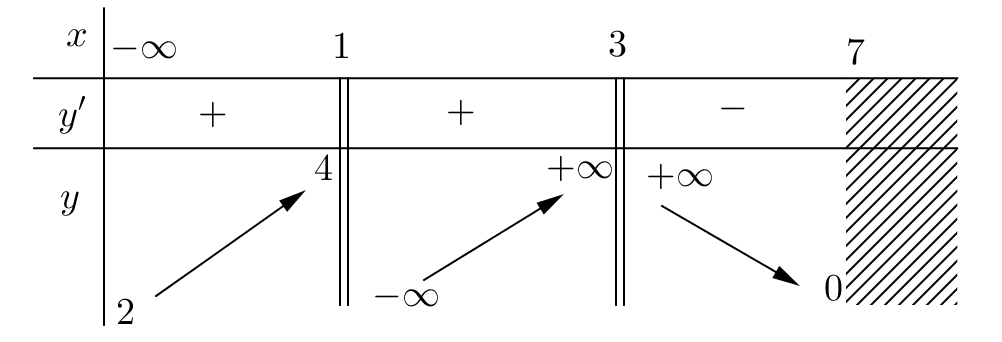 x −∞ 1 3 7
y′ + + −
y 2 4 −∞ +∞ +∞ 0